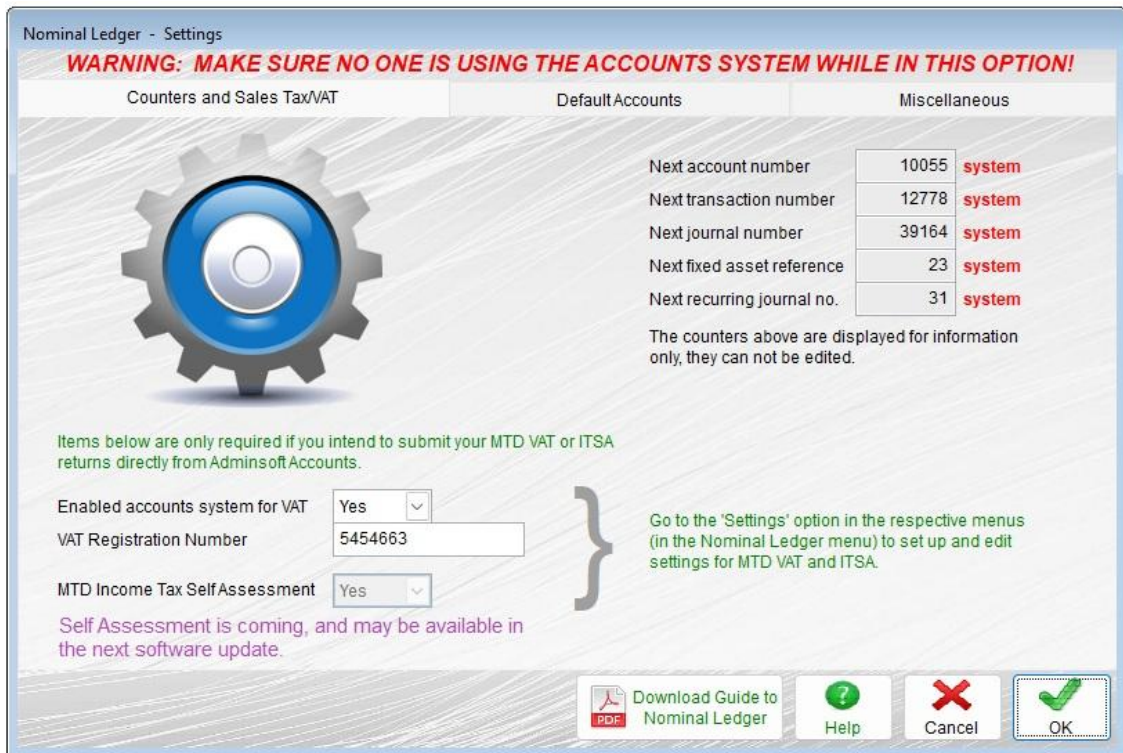 Nominal Ledger - Settings
WARNING: MAKE SURE NO ONE IS USING THE ACCOUNTS SYSTEM WHILE IN THIS OPTION!
Counters and Sales Tax/VAT Default Accounts Miscellaneous
Next account number 10055 system
Next transaction number 12778 system
Next journal number 39164 system
Next fixed asset reference 23 system
Next recurring journal no. 31 system
The counters above are displayed for information
only, they can not be edited.
Items below are only required if you intend to submit your MTD VAT or ITSA
returns directly from Adminsoft Accounts.
Enabled accounts system for VAT Yes
VAT Registration Number 5454663
MTD Income Tax Self Assessment Yes
Self Assessment is coming, and may be available in
the next software update.
Go to the 'Settings' option in the respective menus
(in the Nominal Ledger menu) to set up and edit
settings for MTD VAT and ITSA.
PDF
Download Guide to
Nominal Ledger
?
Help
Cancel
OK